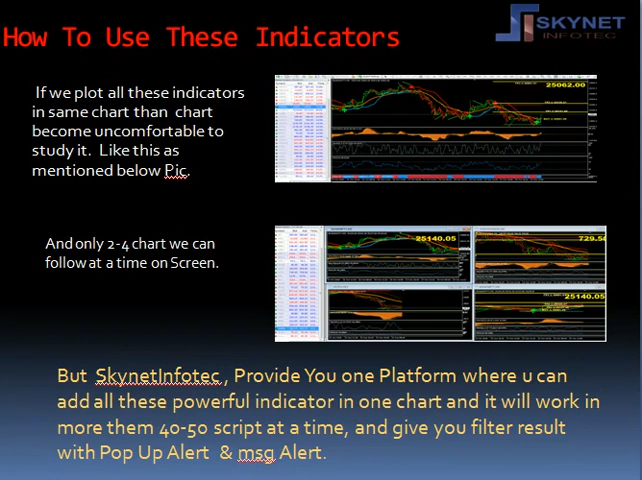 SKYNET
INFOTEC
How To Use These Indicators
If we plot all these indicators
in same chart than chart
become uncomfortable to
study it. Like this as
mentioned below Pic.
25062.00
And only 2-4 chart we can
follow at a time on Screen.
25140.05
729.50
25140.05
But SkynetInfotec , Provide You one Platform where u can
add all these powerful indicator in one chart and it will work in
more them 40-50 script at a time, and give you filter result
with Pop Up Alert & msg Alert.